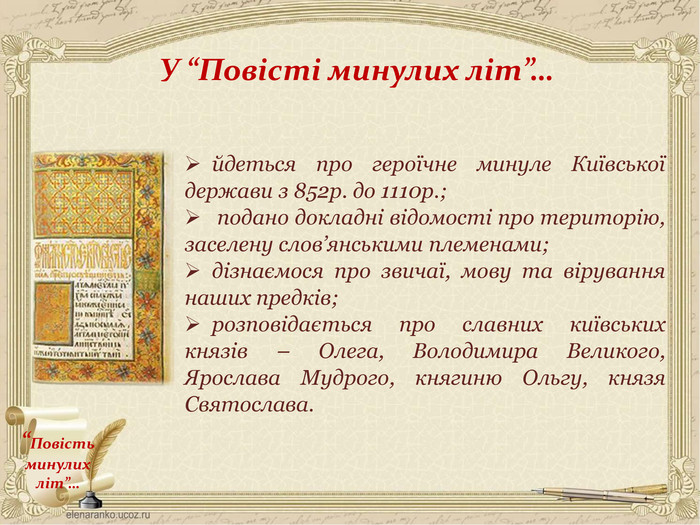 У “Повісті минулих літ”...
йдеться про героїчне минуле Київської
держави з 852р. до 1110р.;
подано докладні відомості про територію,
заселену слов’янськими племенами;
дізнаємося про звичаї, мову та вірування
наших предків;
розповідається про славних київських
князів – Олега, Володимира Великого,
Ярослава Мудрого, княгиню Ольгу, князя
Святослава.
“Повість
минулих
літ”...
elenaranko.ucoz.ru